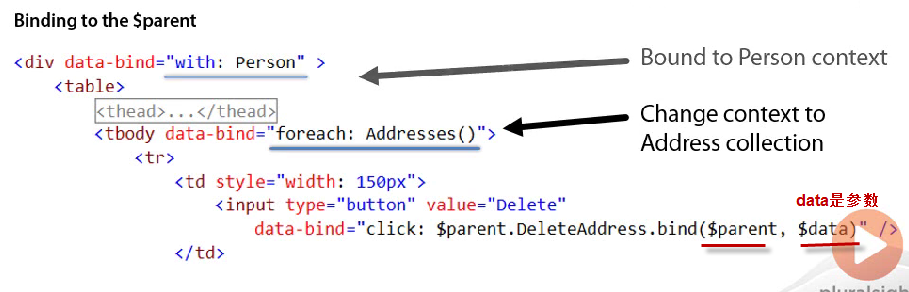 Binding to the $parent
<div data-bind="with: Person" >
Bound to Person context
<table>
<thead>...</thead>
<tbody data-bind="foreach: Addresses()">
Change context to
Address collection
<tr>
<td style="width: 150px">
<input type="button" value="Delete"
data是参数
data-bind="click: $parent.DeleteAddress.bind($parent, $data)" />
</td>